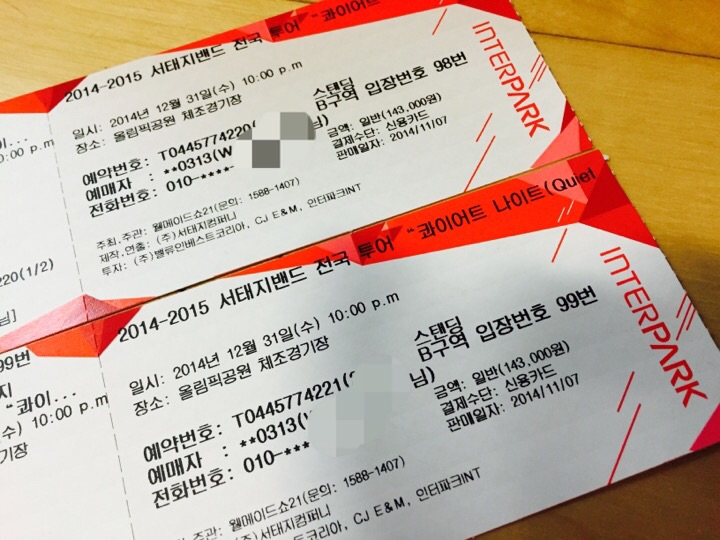 2014-2015 서태지밴드 전국 투어 "콰이어트
일시: 2014년 12월 31일(수) 10:00 p.m
장소: 올림픽공원 체조경기장
스탠딩
B구역 입장번호 98번
예약번호: T0445774220(
님)
예매자 : **0313(W
전화번호: 010-****-
금액: 일반(143,000원)
결제수단: 신용카드
판매일자: 2014/11/07
주최,주관: 웰메이드쇼21(문의: 1588-1407)
제작,연출: (주)서태지컴퍼니
투자: (주)밸류인베스트코리아, CJ E&M, 인터파크INT
INTERPARK
0:00 p.m
220(1/2)
님]
2014-2015 서태지밴드 전국 투어 "콰이어트 나이트(Quiet
일시: 2014년 12월 31일(수) 10:00 p.m
장소: 올림픽공원 체조경기장
스탠딩
B구역 입장번호 99번
예약번호: T0445774221(
님)
예매자 : **0313(
전화번호: 010-***
금액: 일반(143,000원)
결제수단: 신용카드
판매일자: 2014/11/07
주관: 웰메이드쇼21(문의: 1588-1407)
(주)서태지컴퍼니
스트코리아, CJ E&M, 인터파크INT
INTERPARK
99번
지
"콰이...
수) 10:00 p.m
기장